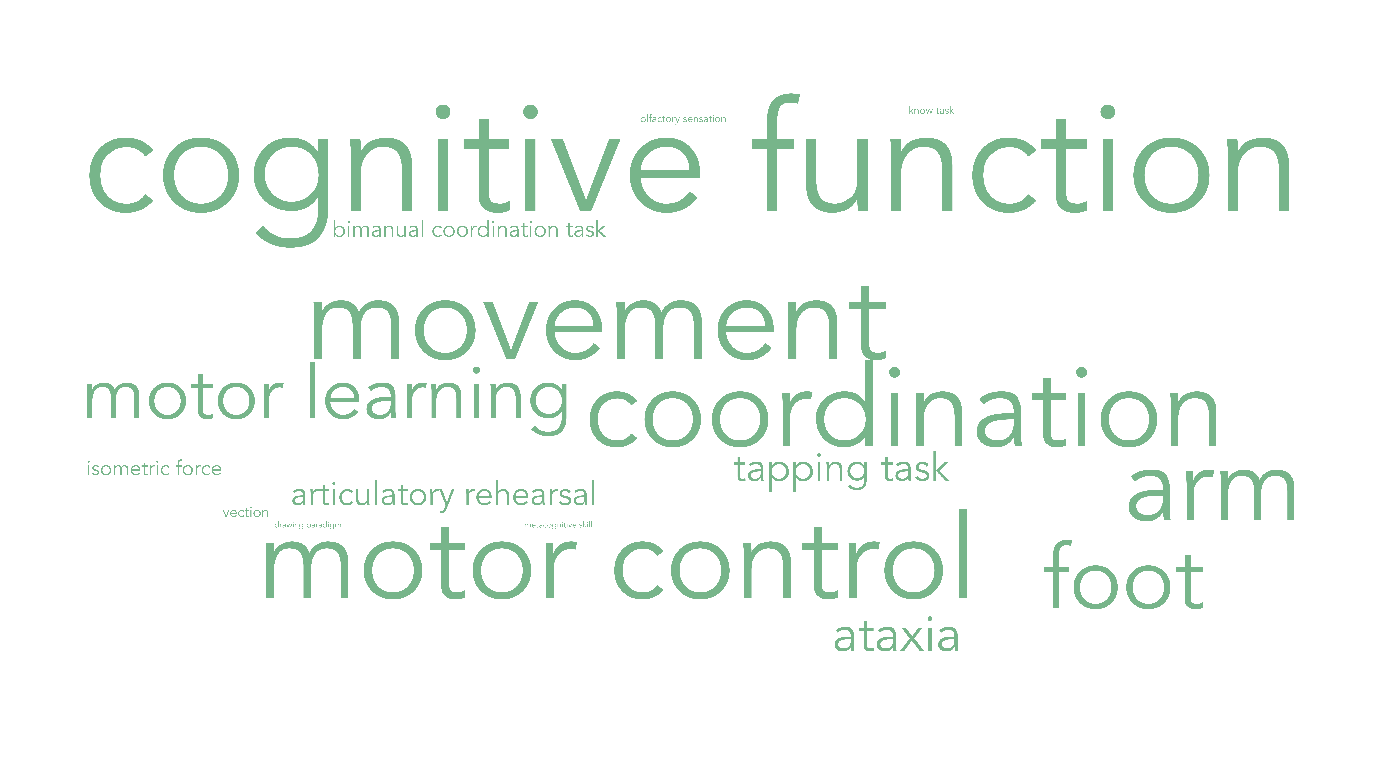 olfactory sensation
know task
cognitive function
bimanual coordination task
movement
motor learning
coordination
isometric force
tapping task
articulatory rehearsal
arm
vection
drawing paradigm
metacognitive skill
motor control
foot
ataxia